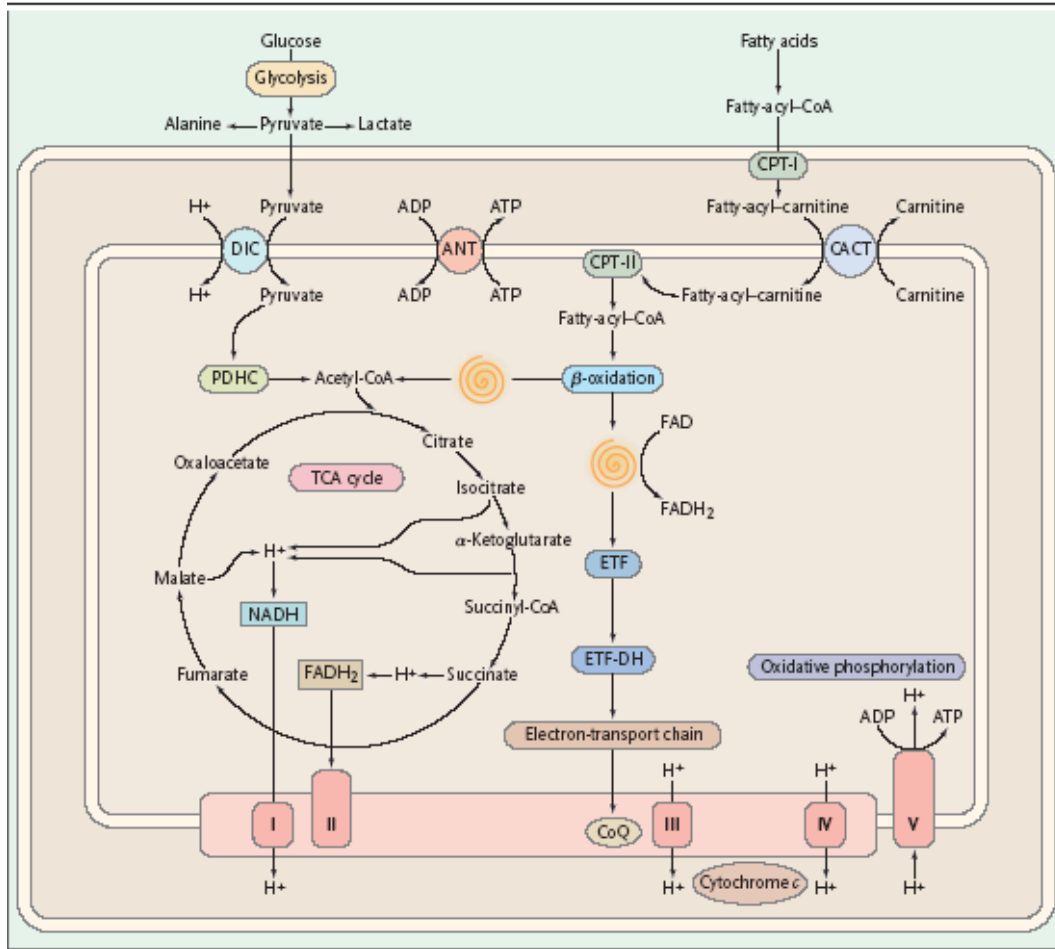 Glucose
Fatty acids
Glycolysis
Fatty-acyl–CoA
Alanine
Pyruvate
Lactate
CPT-I
H+
Pyruvate
ADP
ATP
Fatty-acyl–carnitine
Carnitine
DIC
ANT
CACT
CPT-II
H+
Pyruvate
ADP
ATP
Fatty-acyl–carnitine
Carnitine
Fatty-acyl–CoA
PDHC
Acetyl-CoA
β-oxidation
FAD
Citrate
Oxaloacetate
TCA cycle
Isocitrate
FADH2
α-Ketoglutarate
H+
ETF
Malate
NADH
Succinyl-CoA
ETF-DH
Oxidative phosphorylation
Fumarate
FADH2
H+
Succinate
H+
ADP
ATP
Electron-transport chain
H+
H+
I
II
CoQ
III
IV
V
H+
H+
Cytochrome c
H+
H+